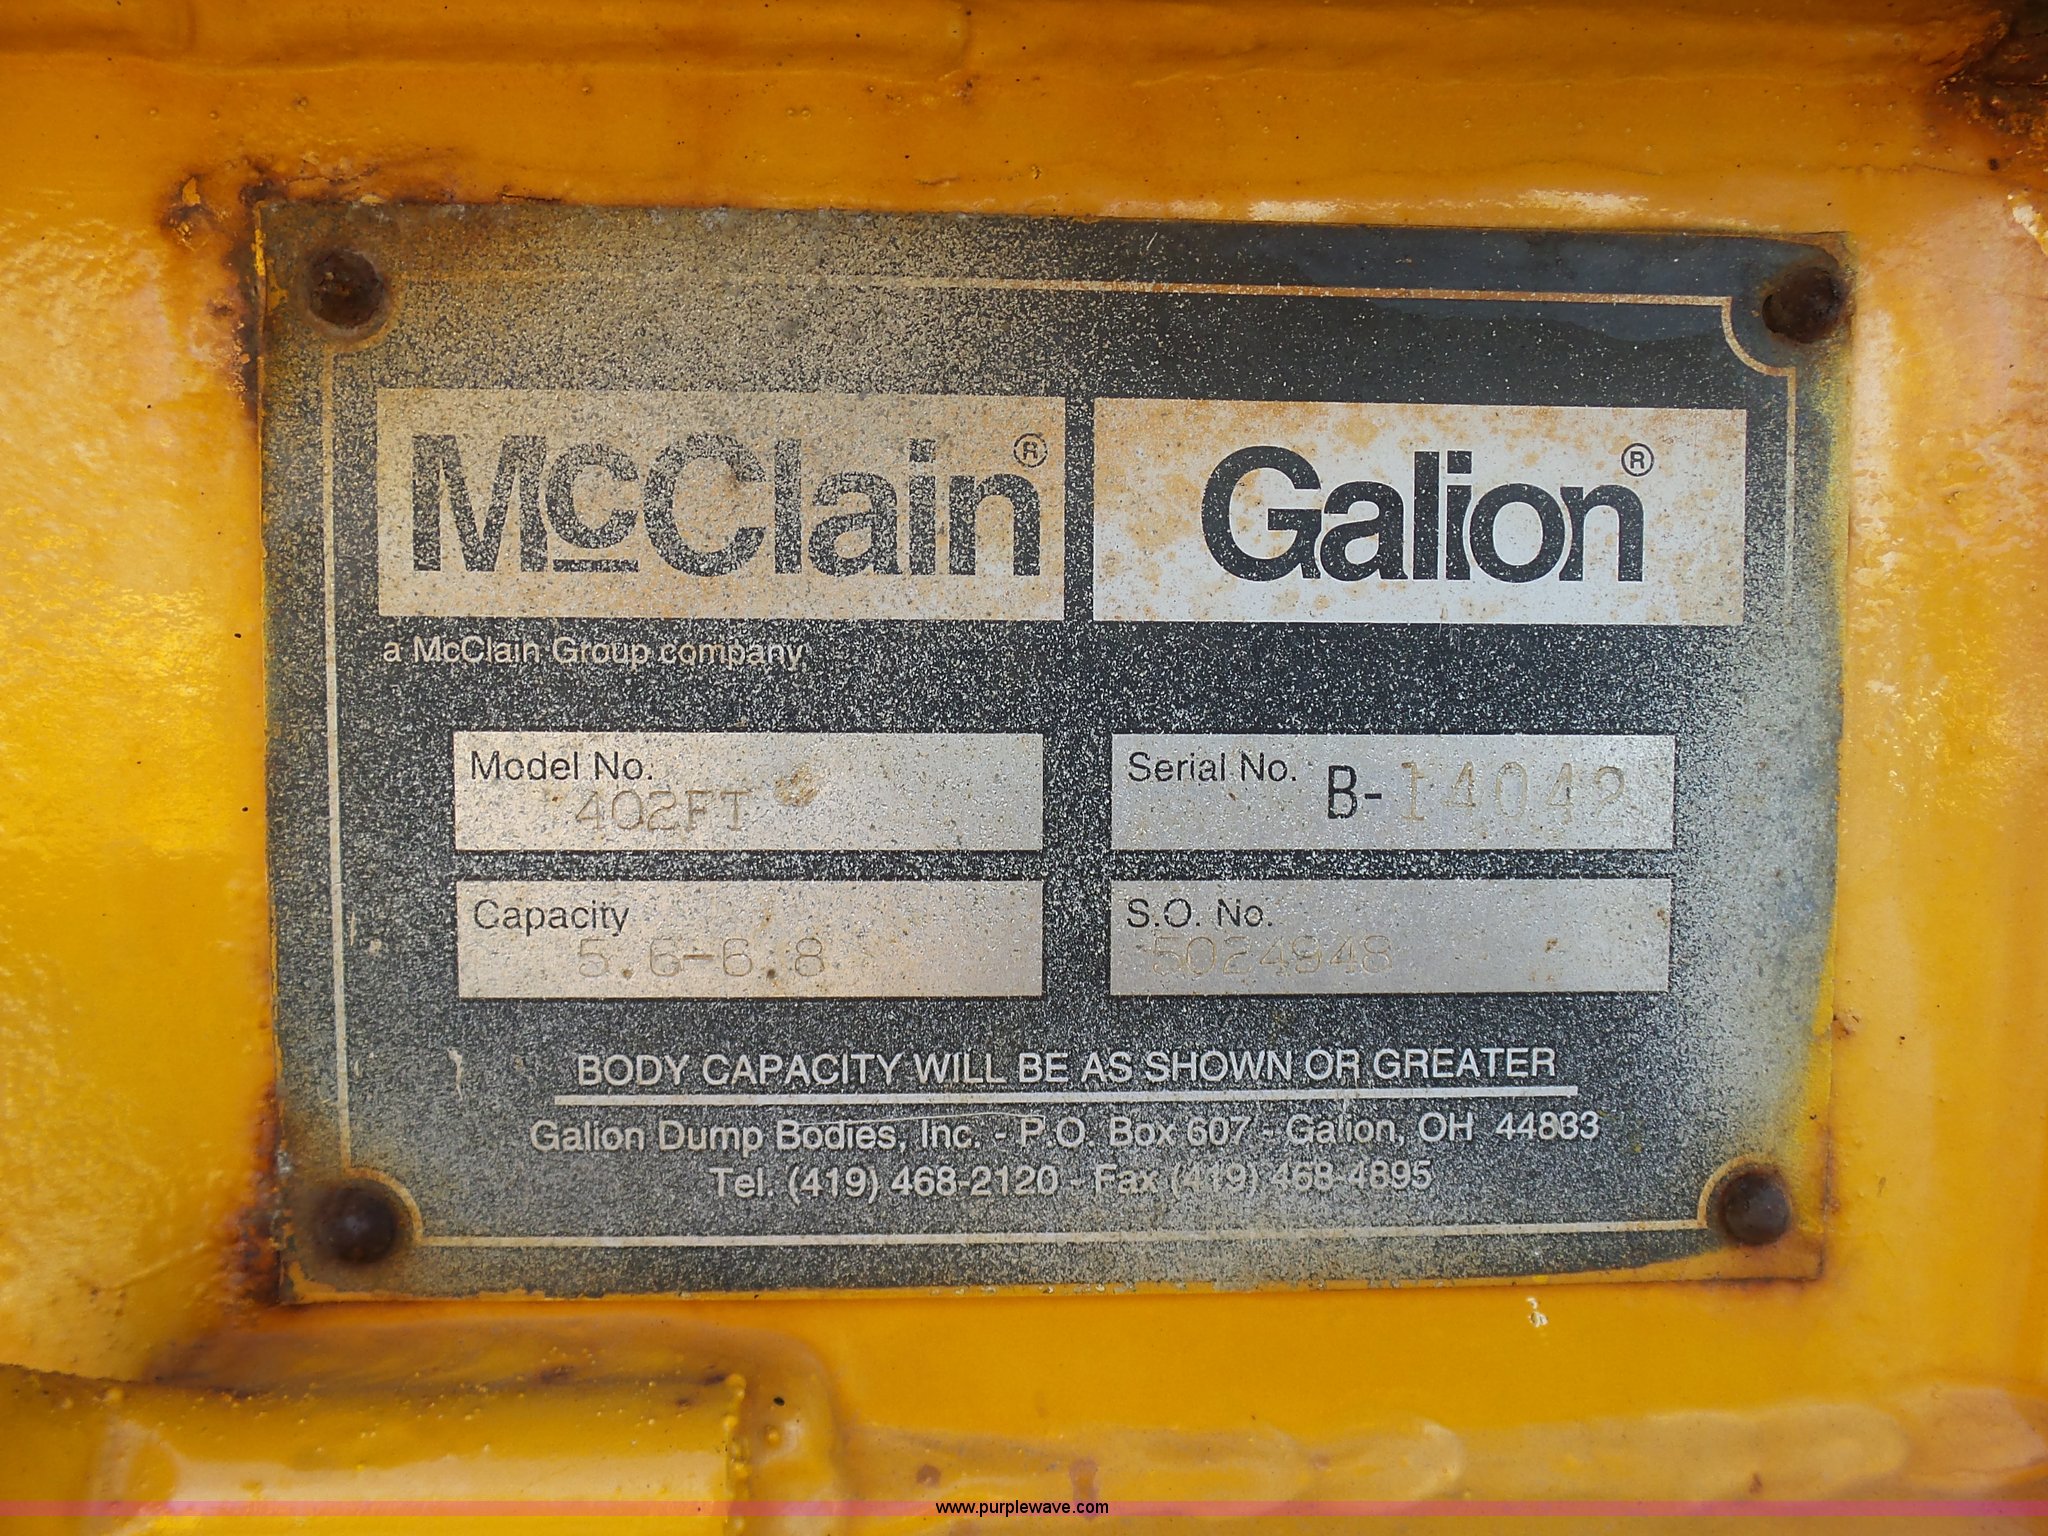 McClain® Galion®
a McClain Group company
Model No. Serial No. B-14042
402FT
Capacity S.O. No.
5.6-6.8 5024948
BODY CAPACITY WILL BE AS SHOWN OR GREATER
Galion Dump Bodies, Inc. - P.O. Box 607 - Galion, OH 44833
Tel. (419) 468-2120 - Fax (419) 468-4895
www.purplewave.com